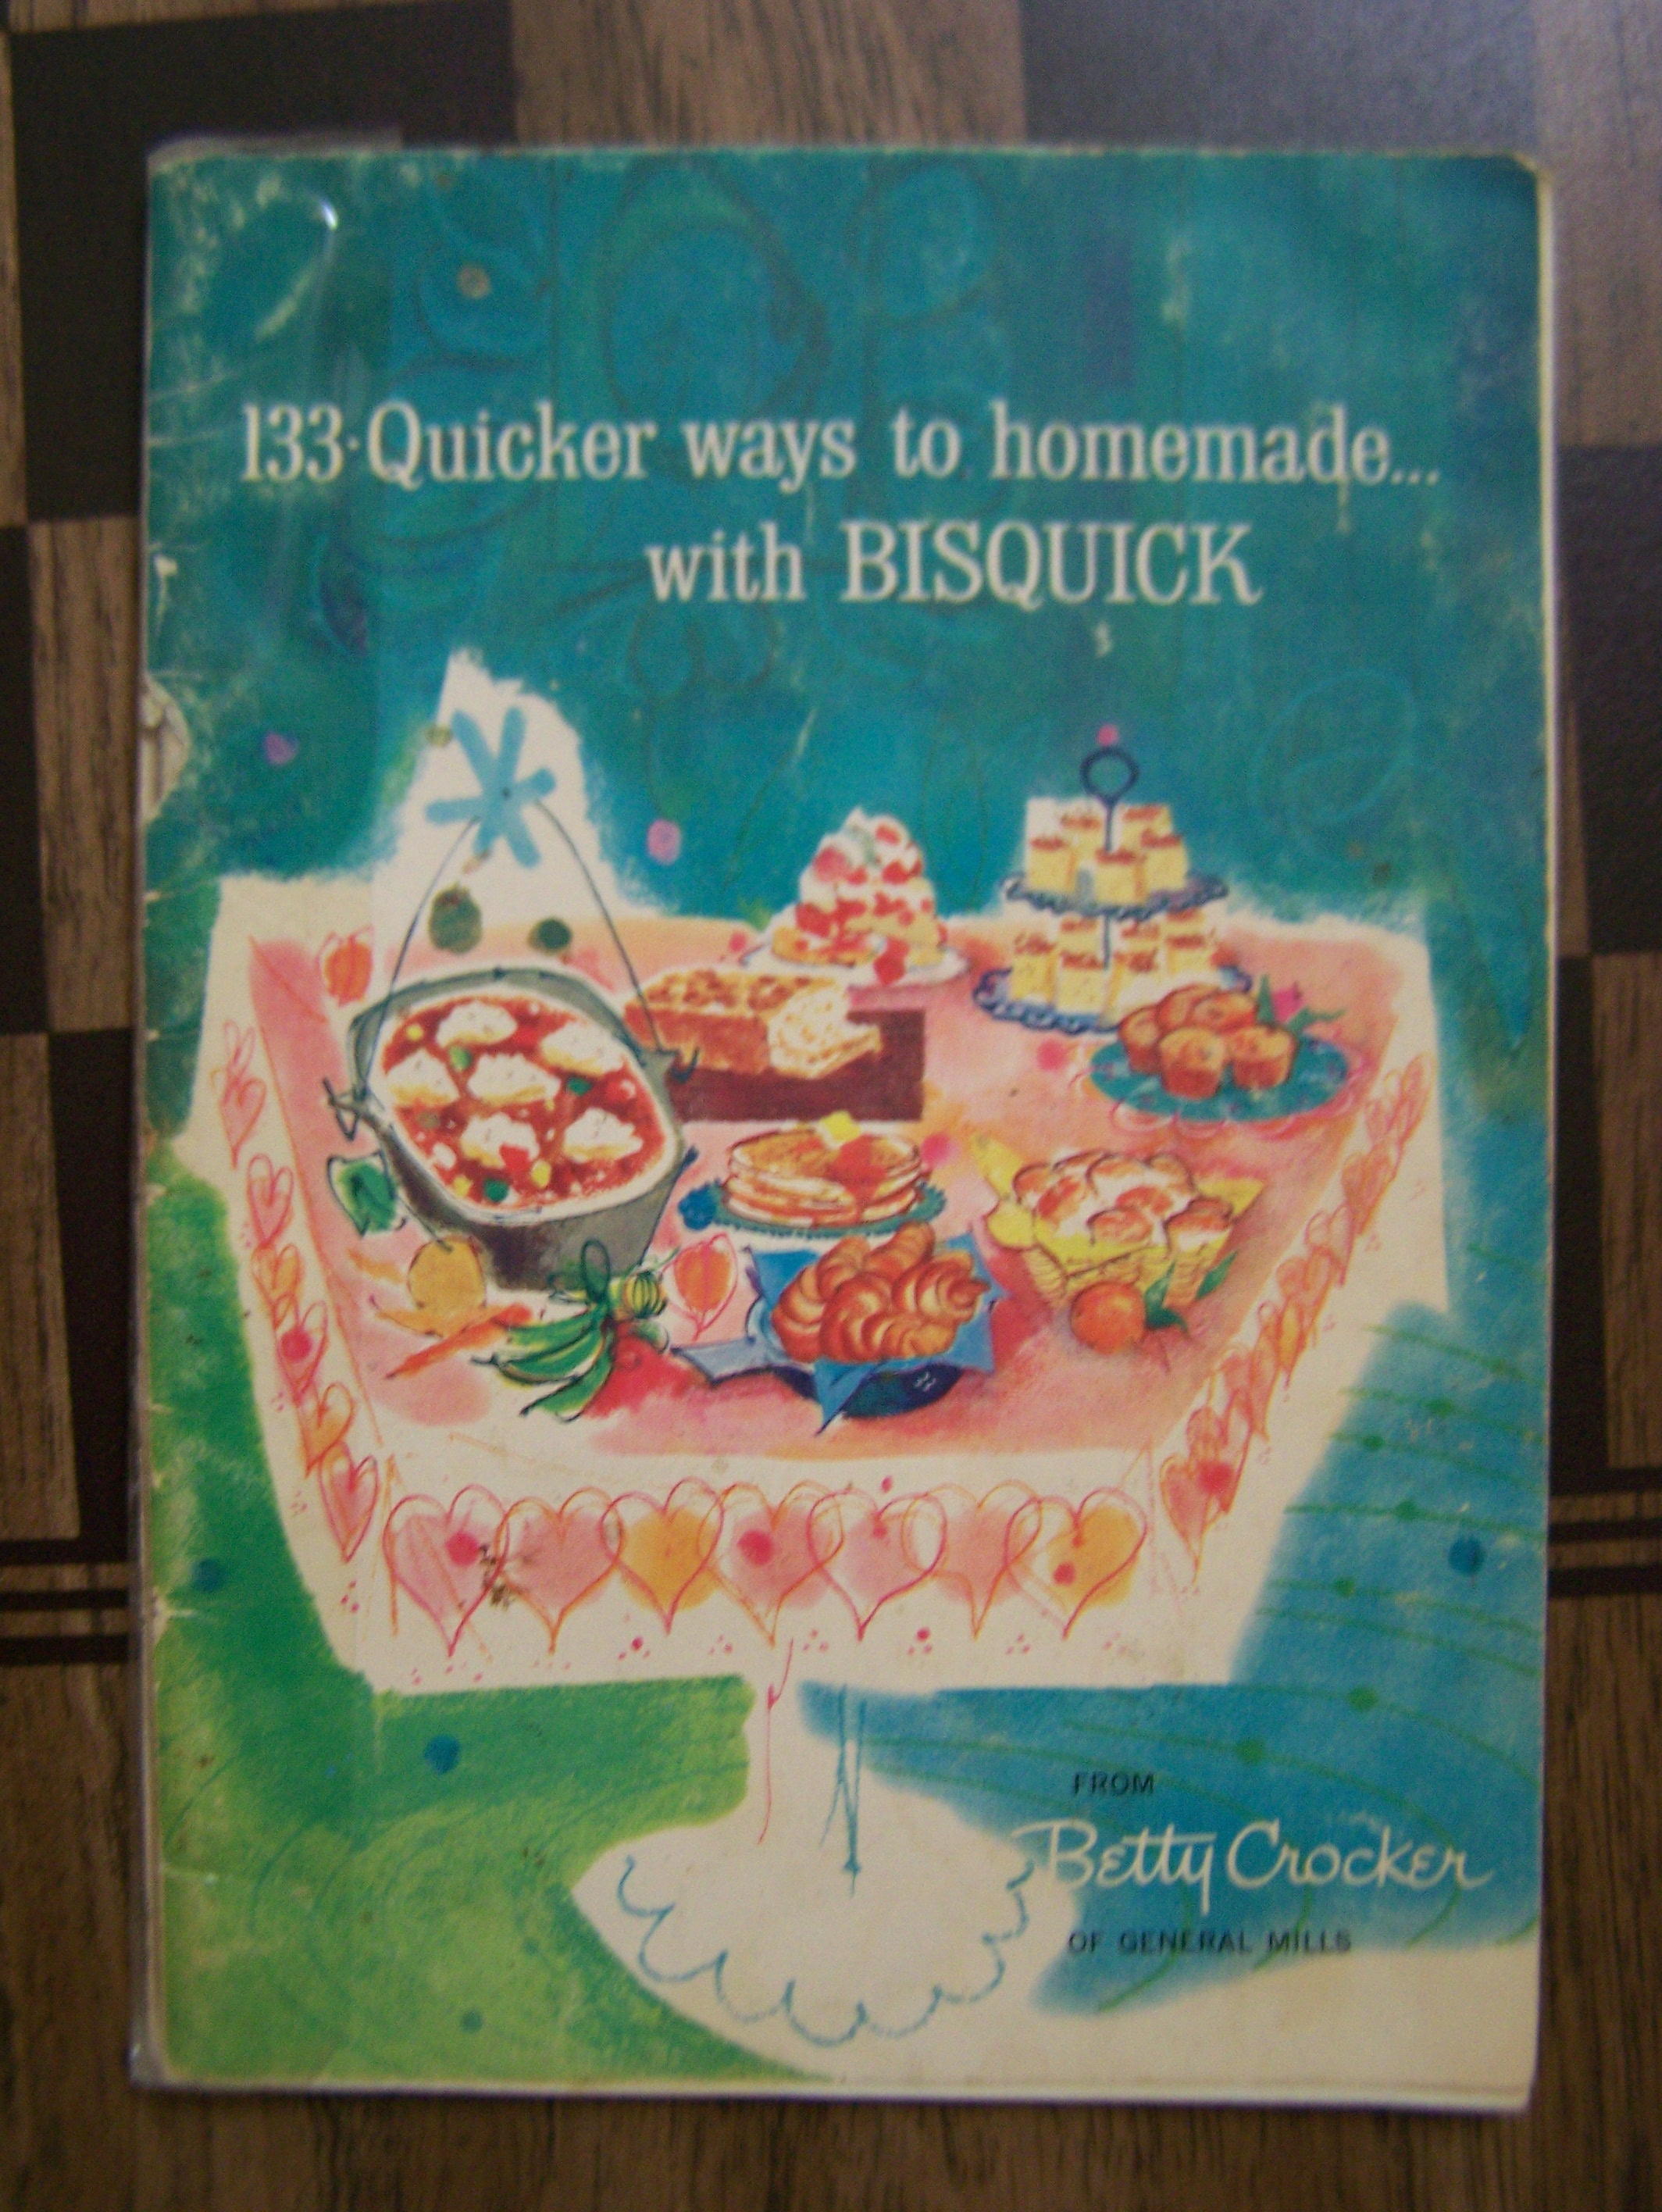 133·Quicker ways to homemade...
with BISQUICK
FROM
Betty Crocker
OF GENERAL MILLS